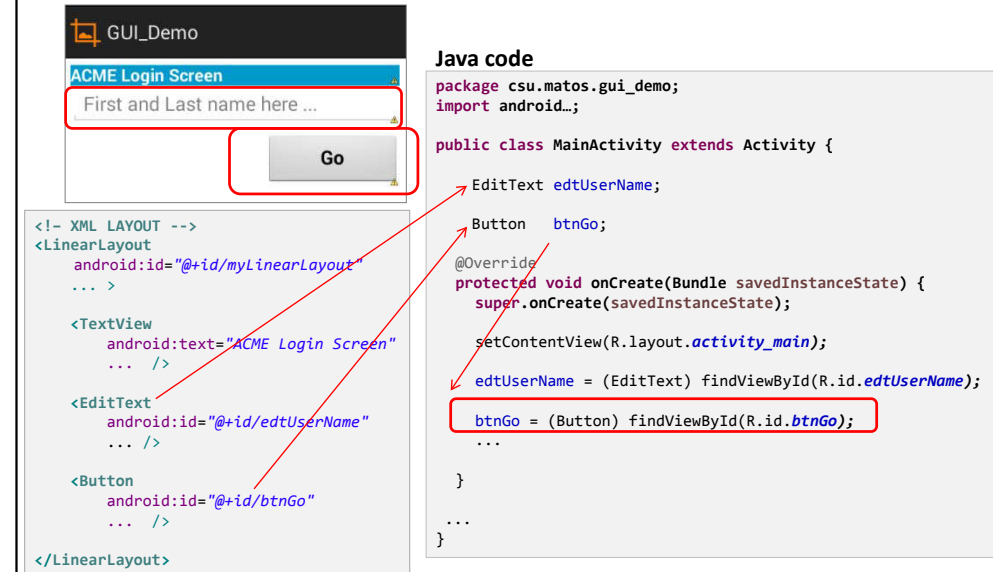 GUI_Demo
ACME Login Screen
First and Last name here ...
Go
<!– XML LAYOUT -->
<LinearLayout
android:id="@+id/myLinearLayout"
... >
<TextView
android:text="ACME Login Screen"
... />
<EditText
android:id="@+id/edtUserName"
... />
<Button
android:id="@+id/btnGo"
... />
</LinearLayout>
Java code
package csu.matos.gui_demo;
import android…;
public class MainActivity extends Activity {
EditText edtUserName;
Button btnGo;
@Override
protected void onCreate(Bundle savedInstanceState) {
super.onCreate(savedInstanceState);
setContentView(R.layout.activity_main);
edtUserName = (EditText) findViewById(R.id.edtUserName);
btnGo = (Button) findViewById(R.id.btnGo);
...
}
...
}